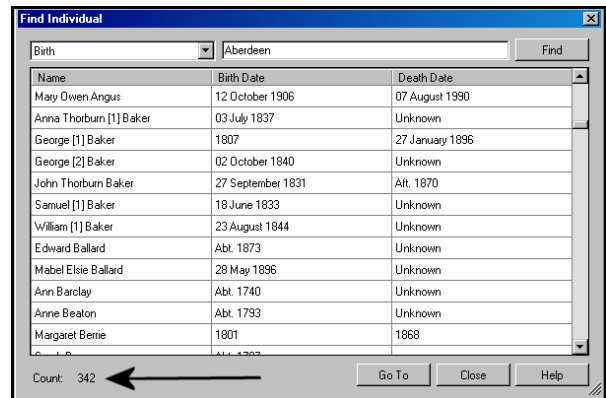 Find Individual
Birth Aberdeen Find
Name Birth Date Death Date
Mary Owen Angus 12 October 1906 07 August 1990
Anna Thorburn [1] Baker 03 July 1837 Unknown
George [1] Baker 1807 27 January 1896
George [2] Baker 02 October 1840 Unknown
John Thorburn Baker 27 September 1831 Aft. 1870
Samuel [1] Baker 18 June 1833 Unknown
William [1] Baker 23 August 1844 Unknown
Edward Ballard Abt. 1873 Unknown
Mabel Elsie Ballard 28 May 1896 Unknown
Ann Barclay Abt. 1740 Unknown
Anne Beaton Abt. 1793 Unknown
Margaret Berrie 1801 1868
Count: 342 Go To Close Help